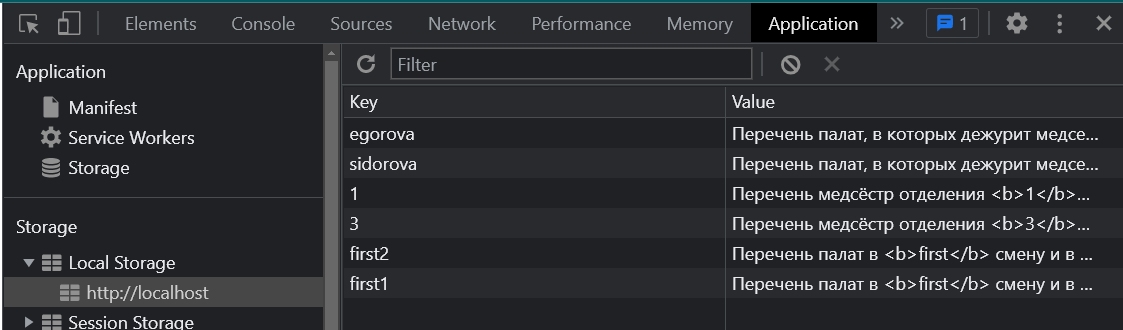 Elements Console Sources Network Performance Memory Application » 1
Application
Manifest
Service Workers
Storage
Storage
Local Storage
http://localhost
Session Storage
Filter
Key Value
egorova Перечень палат, в которых дежурит медсе...
sidorova Перечень палат, в которых дежурит медсе...
1 Перечень медсёстр отделения <b>1</b>...
3 Перечень медсёстр отделения <b>3</b>...
first2 Перечень палат в <b>first</b> смену и в ...
first1 Перечень палат в <b>first</b> смену и в ...